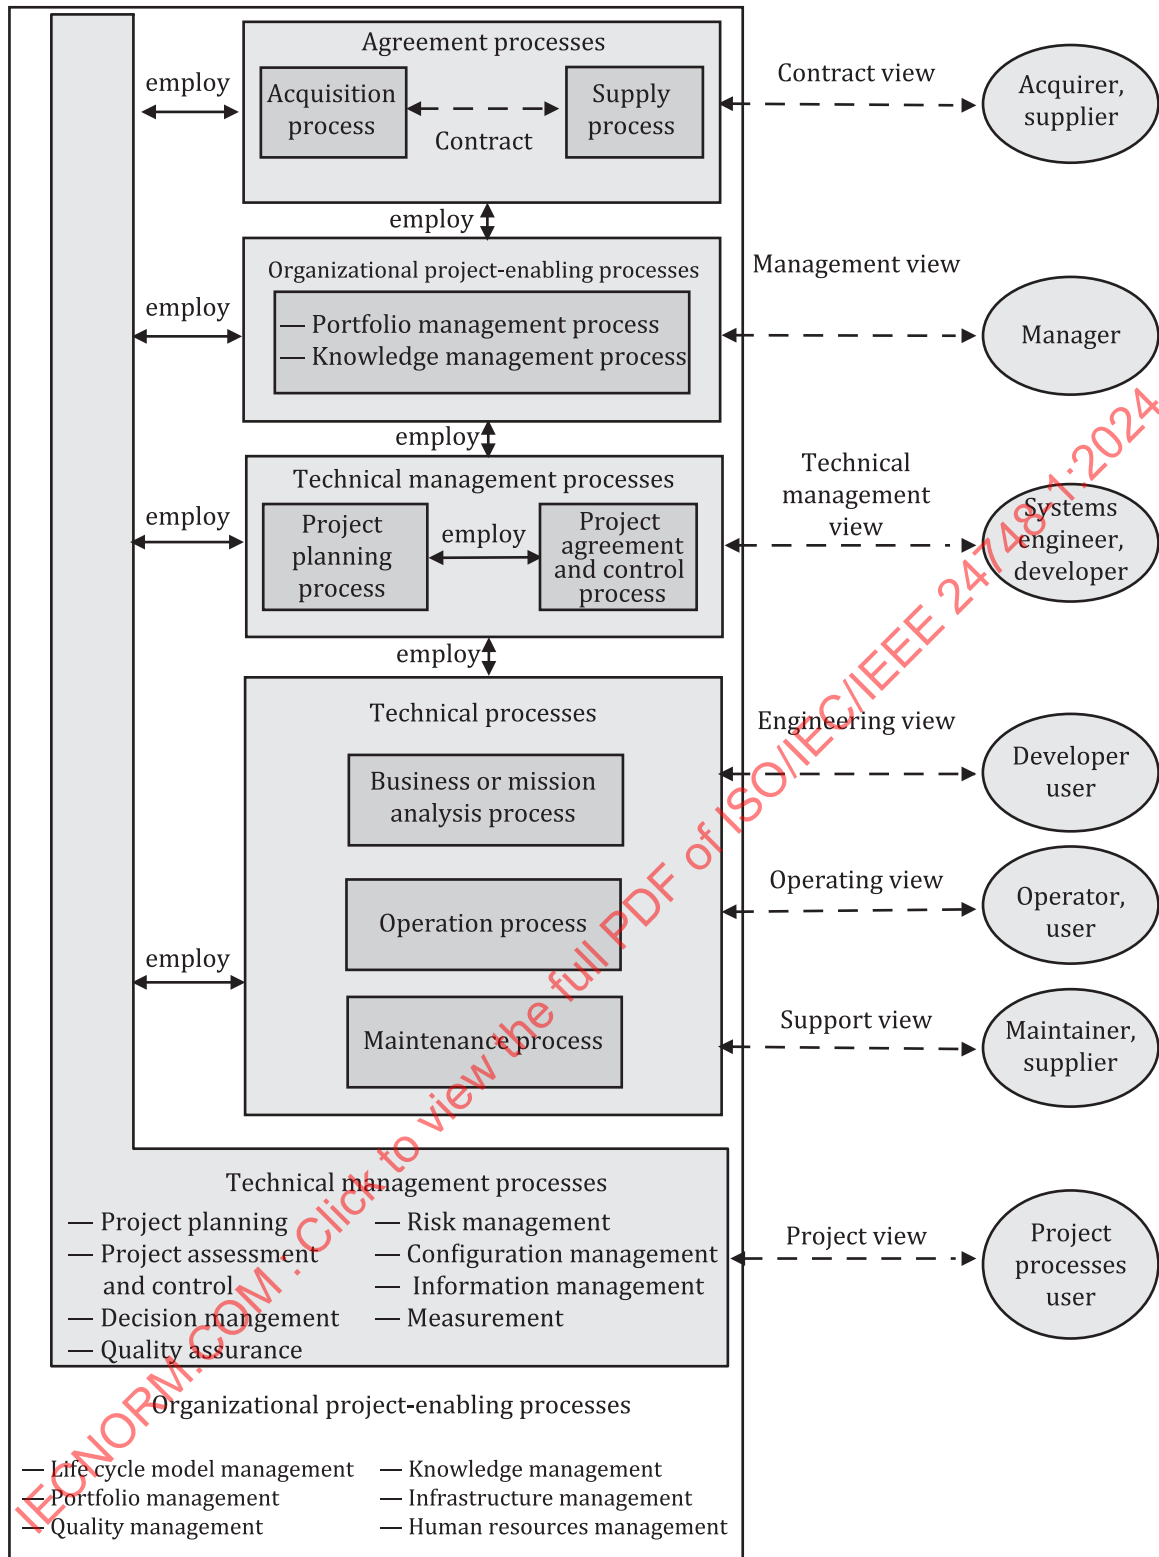 Agreement processes
employ
Acquisition
process
Contract
Supply
process
Contract view
Acquirer,
supplier
employ
Organizational project-enabling processes
employ
— Portfolio management process
— Knowledge management process
Management view
Manager
employ
Technical management processes
employ
Project
planning
process
employ
Project
agreement
and control
process
Technical
management
view
Systems
engineer,
developer
employ
Technical processes
Business or mission
analysis process
Engineering view
Developer
user
Operation process
Operating view
Operator,
user
employ
Maintenance process
Support view
Maintainer,
supplier
Technical management processes
— Project planning
— Project assessment
and control
— Decision mangement
— Quality assurance
— Risk management
— Configuration management
— Information management
— Measurement
Project view
Project
processes
user
Organizational project-enabling processes
— Life cycle model management
— Portfolio management
— Quality management
— Knowledge management
— Infrastructure management
— Human resources management
IECNORM.COM : Click to view the full PDF of ISO/IEC/IEEE 24748-1:2024